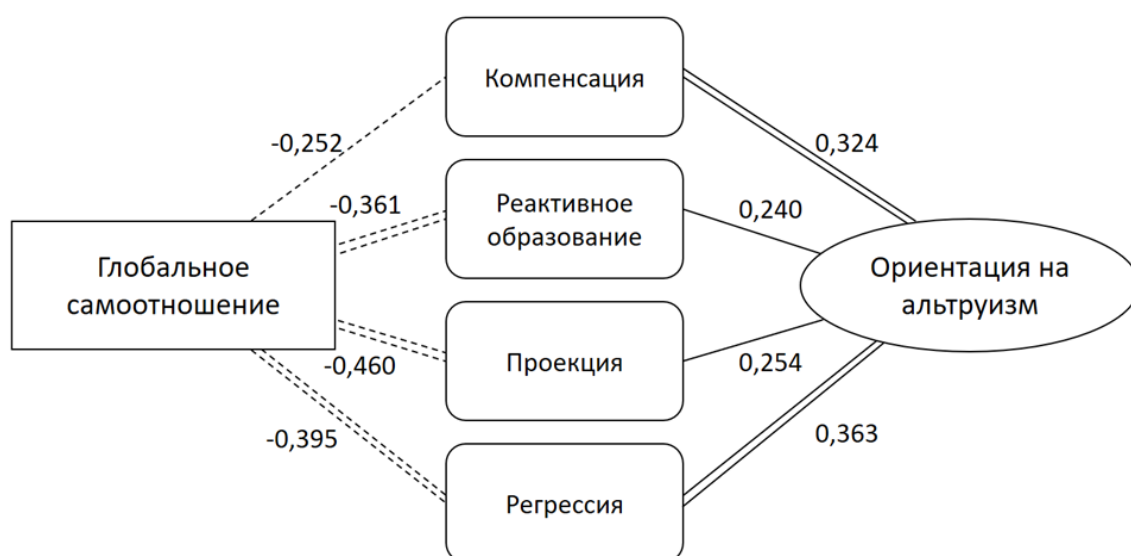 Компенсация
-0,252
0,324
-0,361
Реактивное
образование
0,240
Глобальное
самоотношение
Ориентация на
альтруизм
-0,460
Проекция
0,254
-0,395
0,363
Регрессия